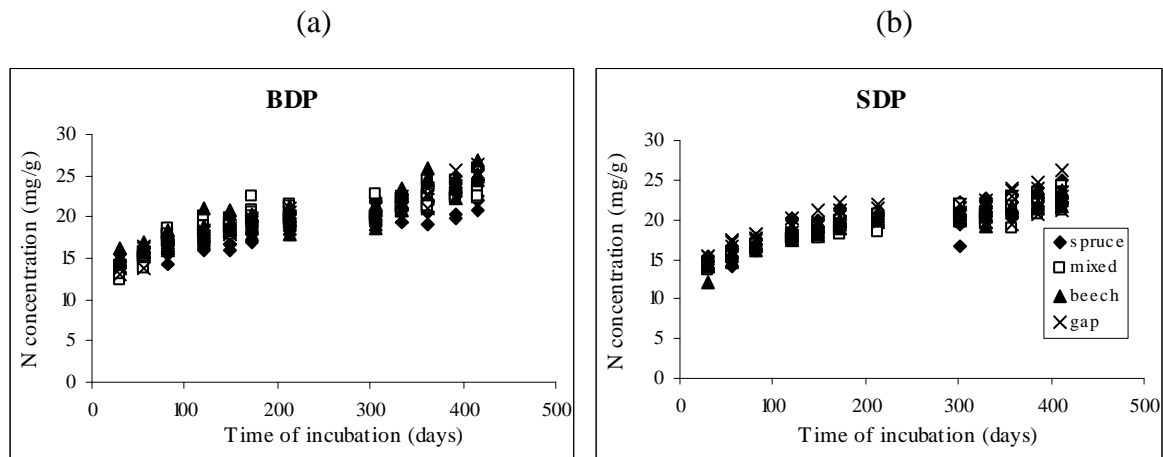 (a)
(b)
BDP
30
25
20
15
10
5
0
N concentration (mg/g)
0 100 200 300 400 500
Time of incubation (days)
SDP
30
25
20
15
10
5
0
N concentration (mg/g)
0 100 200 300 400 500
Time of incubation (days)
spruce
mixed
beech
gap